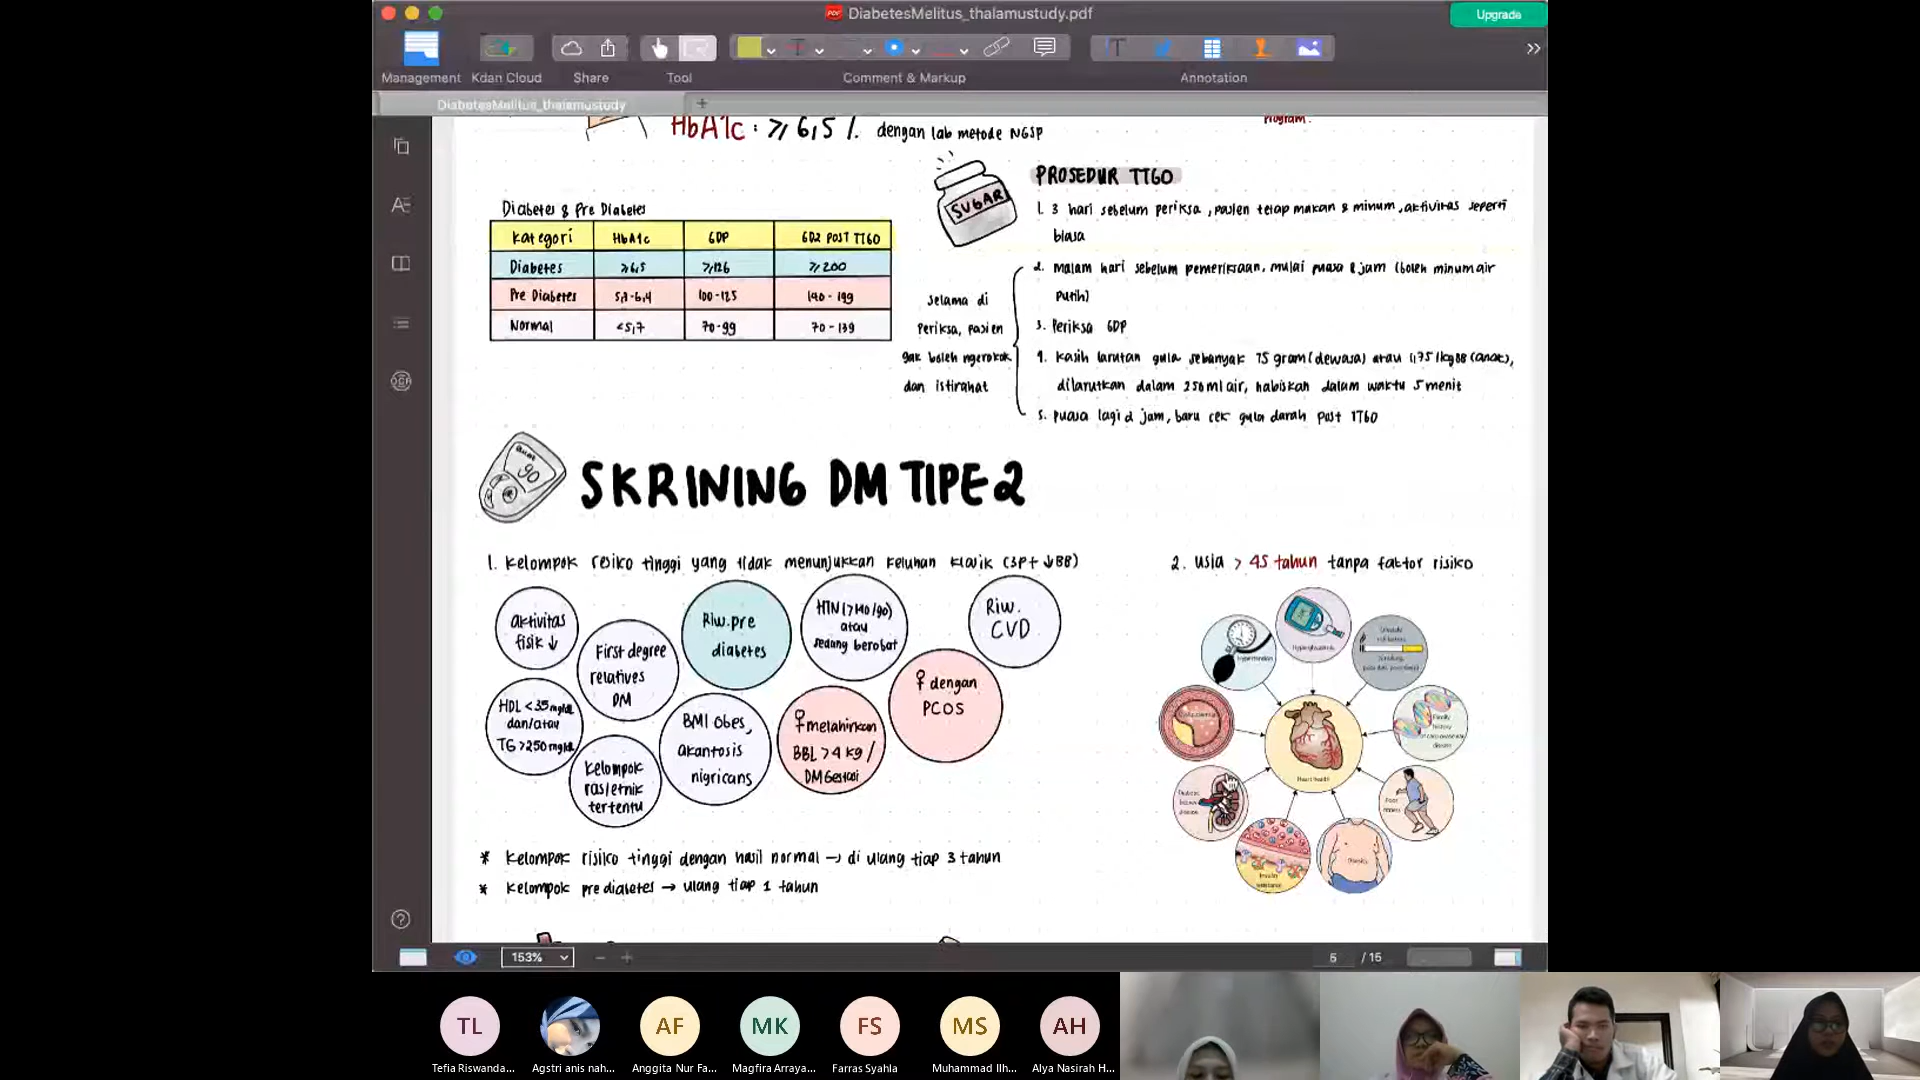 DiabetesMelitus_thalamustudy.pdf
Upgrade
Management
Kdan Cloud
Share
Tool
Comment & Markup
Annotation
DiabetesMelitus_thalamustudy
HbA1c : ≥ 6,5 % dengan lab metode NGSP
program.
SUGAR
PROSEDUR TTGO
1. 3 hari sebelum periksa, pasien tetap makan & minum, aktivitas seperti
biasa
2. malam hari sebelum pemeriksaan, mulai puasa 8 jam (boleh minum air
putih)
3. Periksa GDP
4. Kasih larutan gula sebanyak 75 gram (dewasa) atau 1,75 /kgBB (anak),
dilarutkan dalam 250 ml air, habiskan dalam waktu 5 menit
5. puasa lagi 2 jam, baru cek gula darah post TTGO
selama di
Periksa, pasien
gak boleh ngerokok
dan istirahat
Diabetes & Pre Diabetes
Kategori HbA1c GDP GD2 POST TTGO
Diabetes ≥6,5 ≥126 ≥200
Pre Diabetes 5,7-6,4 100-125 140-199
Normal <5,7 70-99 70-139
90
SKRINING DM TIPE 2
1. Kelompok resiko tinggi yang tidak menunjukkan keluhan klasik (3P + ↓BB)
aktivitas
fisik ↓
First degree
relatives
DM
Riw. pre
diabetes
HTN (>140/90)
atau
sedang berobat
Riw.
CVD
HDL <35 mg/dL
dan/atau
TG >250 mg/dL
Kelompok
ras/etnik
tertentu
BMI obes,
akantosis
nigricans
♀ melahirkan
BBL >4 kg /
DM Gestasi
♀ dengan
PCOS
2. usia > 45 tahun tanpa faktor risiko
Hypertension
Hyperglycaemia
Family
history
Heart health
Obesity
* Kelompok risiko tinggi dengan hasil normal → di ulang tiap 3 tahun
* Kelompok pre diabetes → ulang tiap 1 tahun
153%
5 / 15
TL
AF
MK
FS
MS
AH
Tefia Riswanda...
Agstri anis nah...
Anggita Nur Fa...
Magfira Arraya...
Farras Syahla
Muhammad Ilh...
Alya Nasirah H...